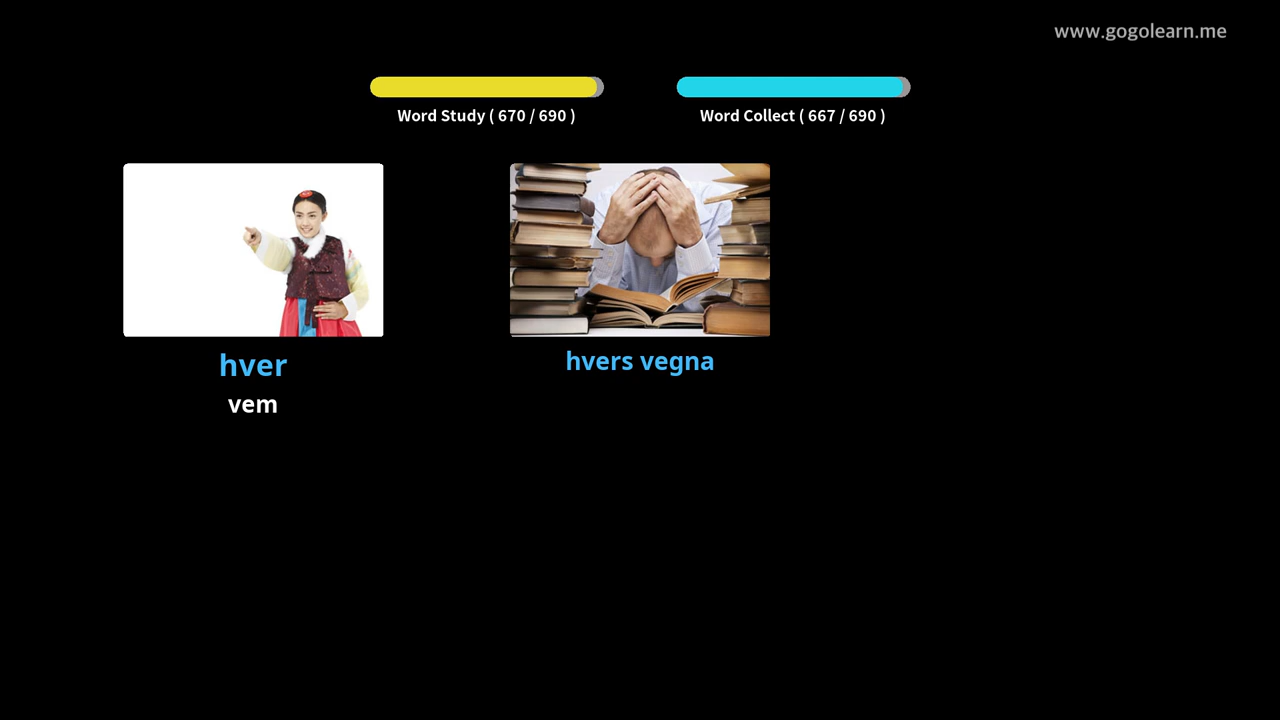 www.gogolearn.me
Word Study ( 670 / 690 )
Word Collect ( 667 / 690 )
hver
vem
hvers vegna